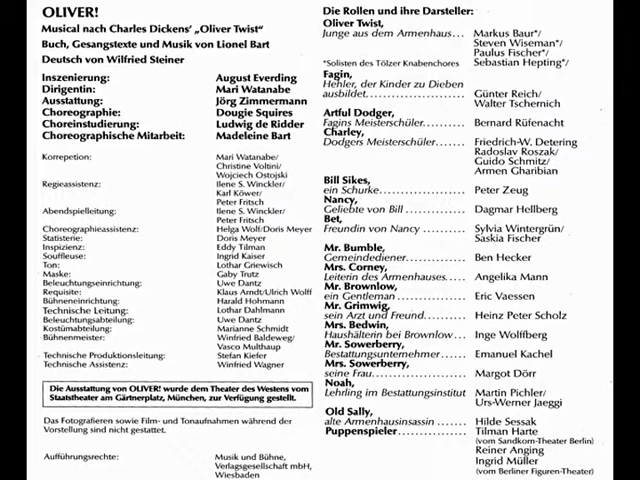 OLIVER!
Musical nach Charles Dickens' „Oliver Twist"
Buch, Gesangstexte und Musik von Lionel Bart
Deutsch von Wilfried Steiner
Inszenierung: August Everding
Dirigentin: Mari Watanabe
Ausstattung: Jörg Zimmermann
Choreographie: Dougie Squires
Choreinstudierung: Ludwig de Ridder
Choreographische Mitarbeit: Madeleine Bart
Korrepetition: Mari Watanabe/
Christine Voltini/
Wojciech Ostojski
Regieassistenz: Ilene S. Winckler/
Karl Köwer/
Peter Fritsch
Abendspielleitung: Ilene S. Winckler/
Peter Fritsch
Choreographieassistenz: Helga Wolf/Doris Meyer
Statisterie: Doris Meyer
Inspizienz: Eddy Tilman
Souffleuse: Ingrid Kaiser
Ton: Lothar Griewisch
Maske: Gaby Trutz
Beleuchtungseinrichtung: Uwe Dantz
Requisite: Klaus Arndt/Ulrich Wolff
Bühneneinrichtung: Harald Hohmann
Technische Leitung: Lothar Dahlmann
Beleuchtungsabteilung: Uwe Dantz
Kostümabteilung: Marianne Schmidt
Bühnenmeister: Winfried Baldeweg/
Vasco Multhaup
Technische Produktionsleitung: Stefan Kiefer
Technische Assistenz: Winfried Wagner
Die Ausstattung von OLIVER! wurde dem Theater des Westens vom
Staatstheater am Gärtnerplatz, München, zur Verfügung gestellt.
Das Fotografieren sowie Film- und Tonaufnahmen während der
Vorstellung sind nicht gestattet.
Aufführungsrechte: Musik und Bühne,
Verlagsgesellschaft mbH,
Wiesbaden
Die Rollen und ihre Darsteller:
Oliver Twist,
Junge aus dem Armenhaus... Markus Baur*/
Steven Wiseman*/
Paulus Fischer*/
*Solisten des Tölzer Knabenchores Sebastian Hepting*/
Fagin,
Hehler, der Kinder zu Dieben
ausbildet..................... Günter Reich/
Walter Tschernich
Artful Dodger,
Fagins Meisterschüler....... Bernard Rüfenacht
Charley,
Dodgers Meisterschüler...... Friedrich-W. Detering
Radoslav Roszak/
Guido Schmitz/
Armen Gharibian
Bill Sikes,
ein Schurke.................. Peter Zeug
Nancy,
Geliebte von Bill............ Dagmar Hellberg
Bet,
Freundin von Nancy......... Sylvia Wintergrün/
Saskia Fischer
Mr. Bumble,
Gemeindediener............. Ben Hecker
Mrs. Corney,
Leiterin des Armenhauses.... Angelika Mann
Mr. Brownlow,
ein Gentleman............... Eric Vaessen
Mr. Grimwig,
sein Arzt und Freund........ Heinz Peter Scholz
Mrs. Bedwin,
Haushälterin bei Brownlow... Inge Wolffberg
Mr. Sowerberry,
Bestattungsunternehmer..... Emanuel Kachel
Mrs. Sowerberry,
seine Frau................... Margot Dörr
Noah,
Lehrling im Bestattungsinstitut Martin Pichler/
Urs-Werner Jaeggi
Old Sally,
alte Armenhausinsassin...... Hilde Sessak
Puppenspieler............... Tilman Harte
(vom Sandkorn-Theater Berlin)
Reiner Anging
Ingrid Müller
(vom Berliner Figuren-Theater)